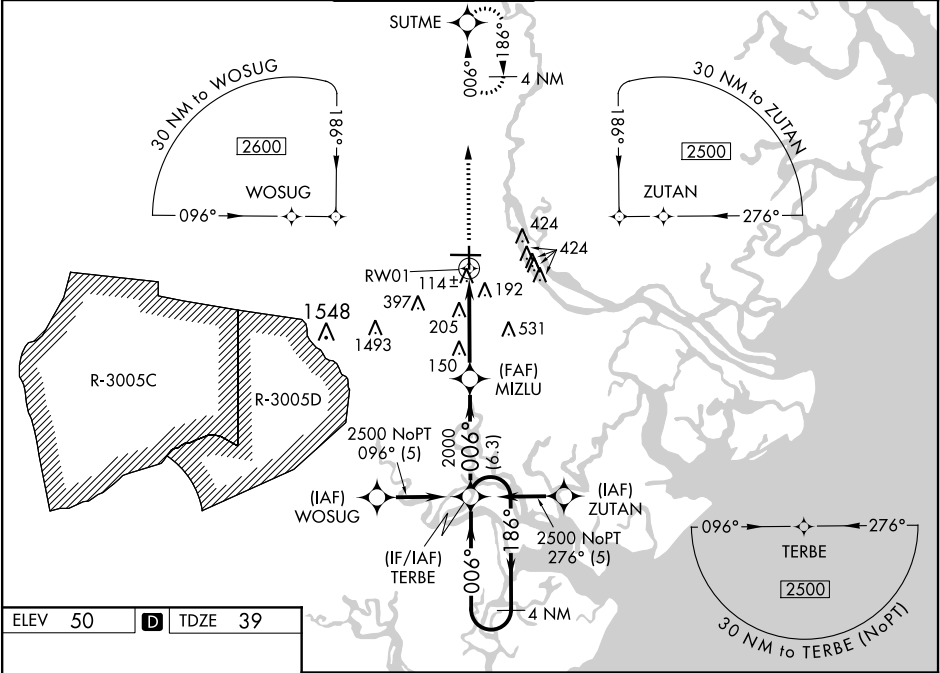 SUTME
186°
006°
4 NM
30 NM to WOSUG
186°
2600
WOSUG
096°
30 NM to ZUTAN
186°
2500
ZUTAN
276°
424
424
RW01
114±
192
397
205
531
1548
1493
150
R-3005C
R-3005D
(FAF)
MIZLU
2500 NoPT
096° (5)
2000
006°
(6.3)
(IAF)
WOSUG
(IAF)
ZUTAN
186°
2500 NoPT
276° (5)
(IF/IAF)
TERBE
006°
4 NM
096°
276°
TERBE
2500
30 NM to TERBE (NoPT)
ELEV 50 D TDZE 39